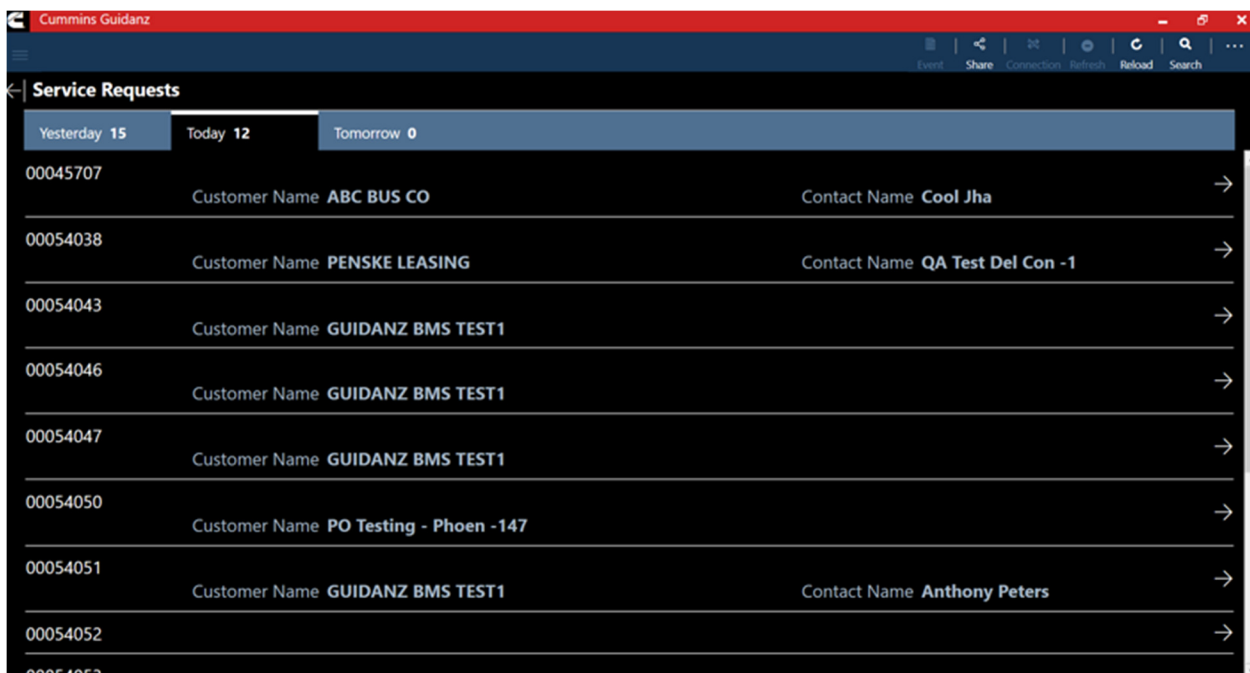 Cummins Guidanz
Event Share Connection Refresh Reload Search
Service Requests
Yesterday 15 Today 12 Tomorrow 0
00045707
Customer Name ABC BUS CO Contact Name Cool Jha
00054038
Customer Name PENSKE LEASING Contact Name QA Test Del Con -1
00054043
Customer Name GUIDANZ BMS TEST1
00054046
Customer Name GUIDANZ BMS TEST1
00054047
Customer Name GUIDANZ BMS TEST1
00054050
Customer Name PO Testing - Phoen -147
00054051
Customer Name GUIDANZ BMS TEST1 Contact Name Anthony Peters
00054052